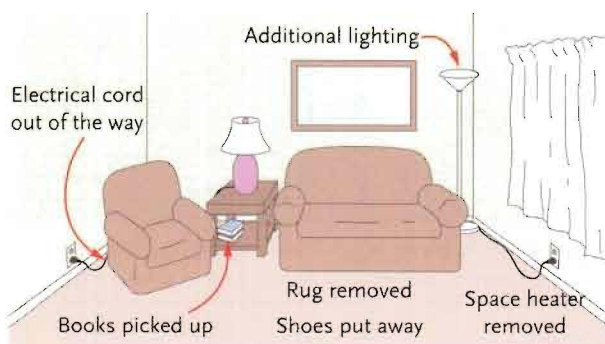 Additional lighting
Electrical cord
out of the way
Books picked up
Rug removed
Shoes put away
Space heater
removed